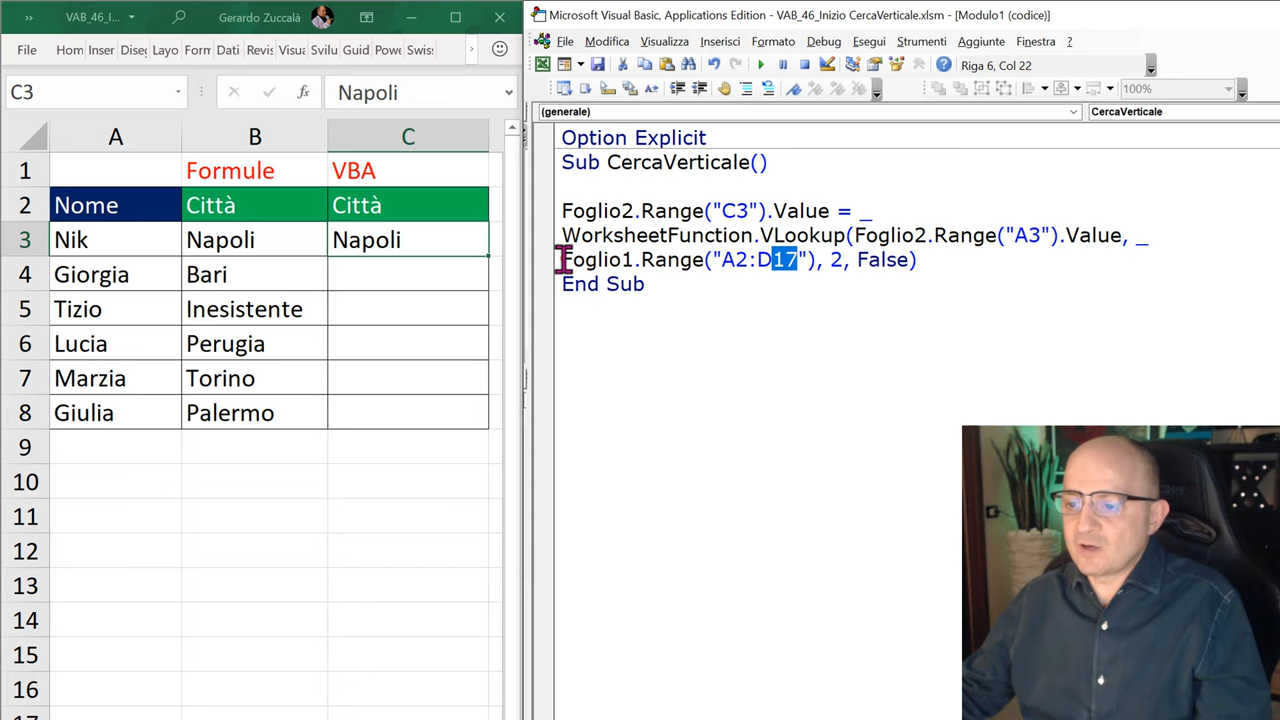 VAB_46_I...
Gerardo Zuccalà
File Hom Inser Diseg Layo Form Dati Revis Visua Svilu Guid Powe Swiss
C3
fx
Napoli
A B C
1 Formule VBA
2 Nome Città Città
3 Nik Napoli Napoli
4 Giorgia Bari
5 Tizio Inesistente
6 Lucia Perugia
7 Marzia Torino
8 Giulia Palermo
9
10
11
12
13
14
15
16
Microsoft Visual Basic, Applications Edition - VAB_46_Inizio CercaVerticale.xlsm - [Modulo1 (codice)]
File Modifica Visualizza Inserisci Formato Debug Esegui Strumenti Aggiunte Finestra ?
Riga 6, Col 22
100%
(generale) CercaVerticale
Option Explicit
Sub CercaVerticale()
Foglio2.Range("C3").Value = _
WorksheetFunction.VLookup(Foglio2.Range("A3").Value, _
Foglio1.Range("A2:D17"), 2, False)
End Sub